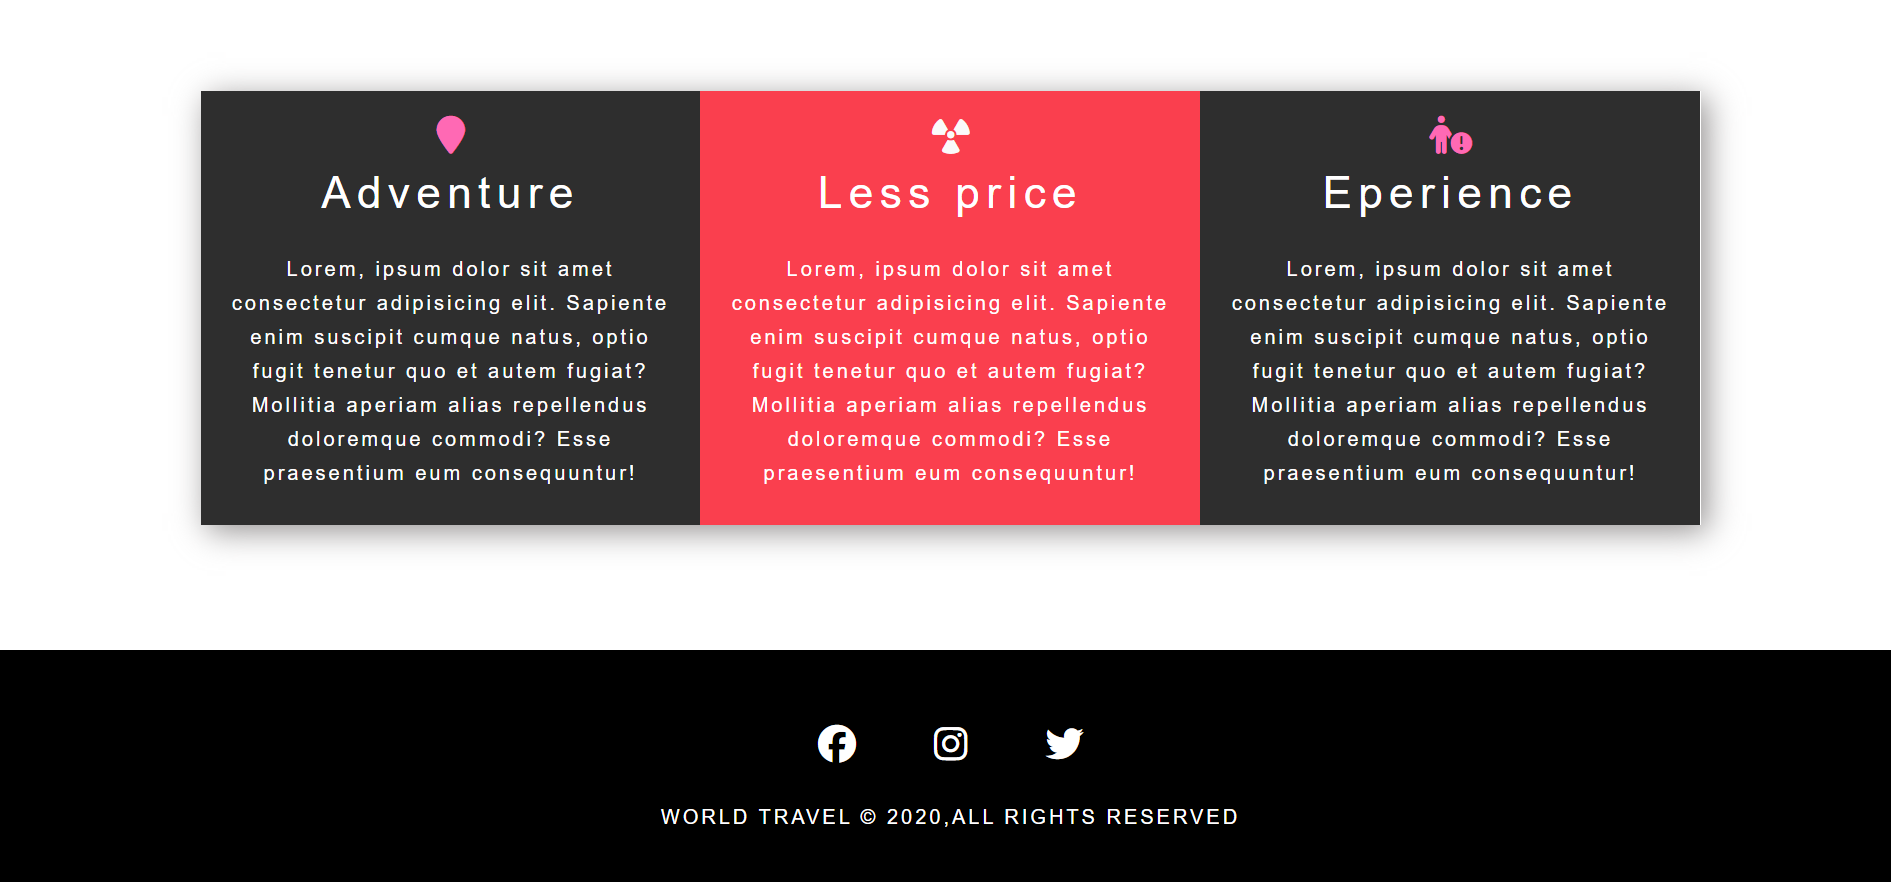 Adventure
Lorem, ipsum dolor sit amet
consectetur adipisicing elit. Sapiente
enim suscipit cumque natus, optio
fugit tenetur quo et autem fugiat?
Mollitia aperiam alias repellendus
doloremque commodi? Esse
praesentium eum consequuntur!
Less price
Lorem, ipsum dolor sit amet
consectetur adipisicing elit. Sapiente
enim suscipit cumque natus, optio
fugit tenetur quo et autem fugiat?
Mollitia aperiam alias repellendus
doloremque commodi? Esse
praesentium eum consequuntur!
Eperience
Lorem, ipsum dolor sit amet
consectetur adipisicing elit. Sapiente
enim suscipit cumque natus, optio
fugit tenetur quo et autem fugiat?
Mollitia aperiam alias repellendus
doloremque commodi? Esse
praesentium eum consequuntur!
WORLD TRAVEL © 2020,ALL RIGHTS RESERVED